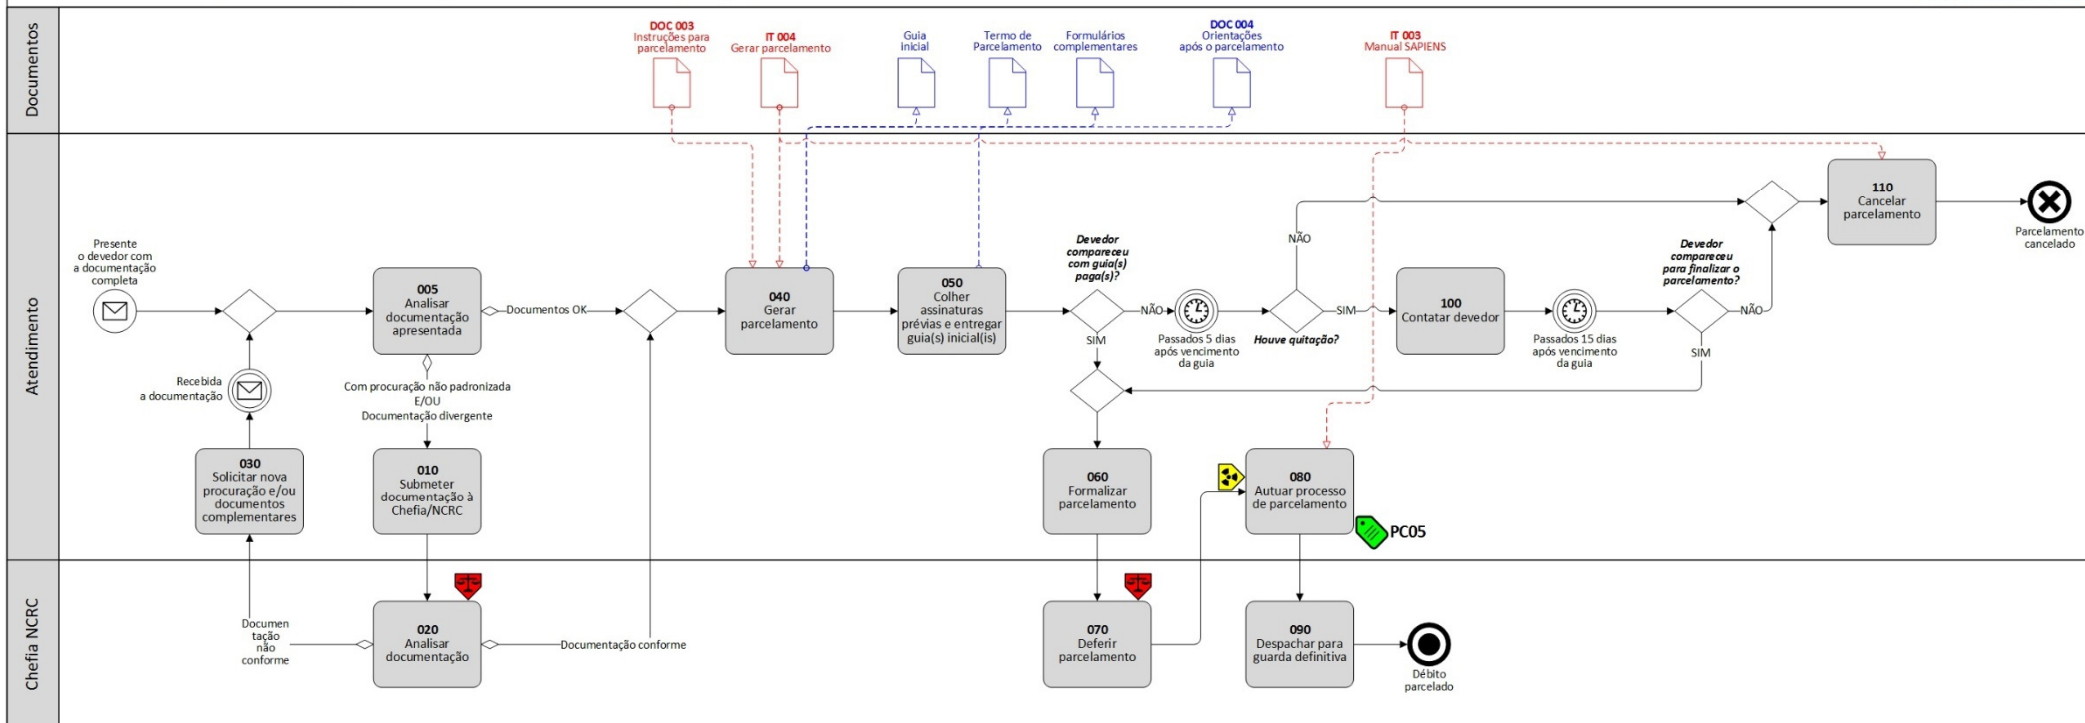 Documentos
DOC 003
Instruções para
parcelamento
IT 004
Gerar parcelamento
Guia
inicial
Termo de
Parcelamento
Formulários
complementares
DOC 004
Orientações
após o parcelamento
IT 003
Manual SAPIENS
Atendimento
Presente
o devedor com
a documentação
completa
Recebida
a documentação
030
Solicitar nova
procuração e/ou
documentos
complementares
005
Analisar
documentação
apresentada
Documentos OK
Com procuração não padronizada
E/OU
Documentação divergente
010
Submeter
documentação à
Chefia/NCRC
040
Gerar
parcelamento
050
Colher
assinaturas
prévias e entregar
guia(s) inicial(is)
Devedor
compareceu
com guia(s)
paga(s)?
NÃO
SIM
Passados 5 dias
após vencimento
da guia
NÃO
Houve quitação?
SIM
100
Contatar devedor
Passados 15 dias
após vencimento
da guia
Devedor
compareceu
para finalizar o
parcelamento?
NÃO
SIM
110
Cancelar
parcelamento
Parcelamento
cancelado
060
Formalizar
parcelamento
080
Autuar processo
de parcelamento
PC05
Chefia NCRC
Documen
tação
não
conforme
020
Analisar
documentação
Documentação conforme
070
Deferir
parcelamento
090
Despachar para
guarda definitiva
Débito
parcelado